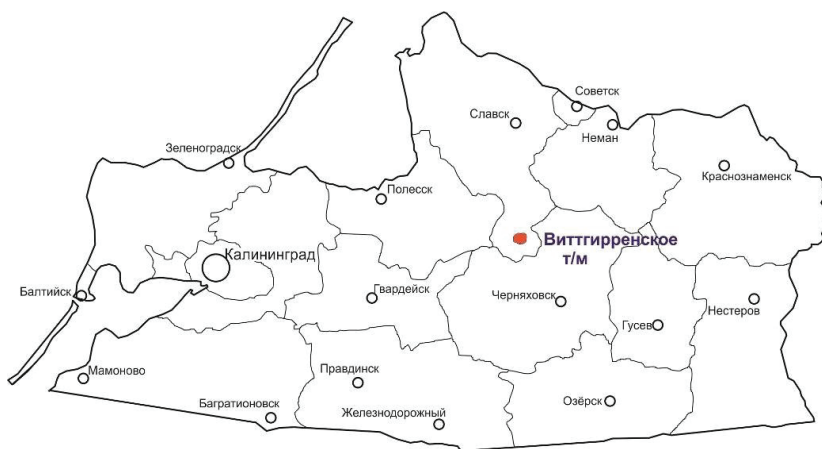 Советск
Славск
Неман
Зеленоградск
Краснознаменск
Полесск
Виттгирренское
т/м
Калининград
Балтийск
Гвардейск
Черняховск
Нестеров
Гусев
Мамоново
Правдинск
Озёрск
Багратионовск
Железнодорожный